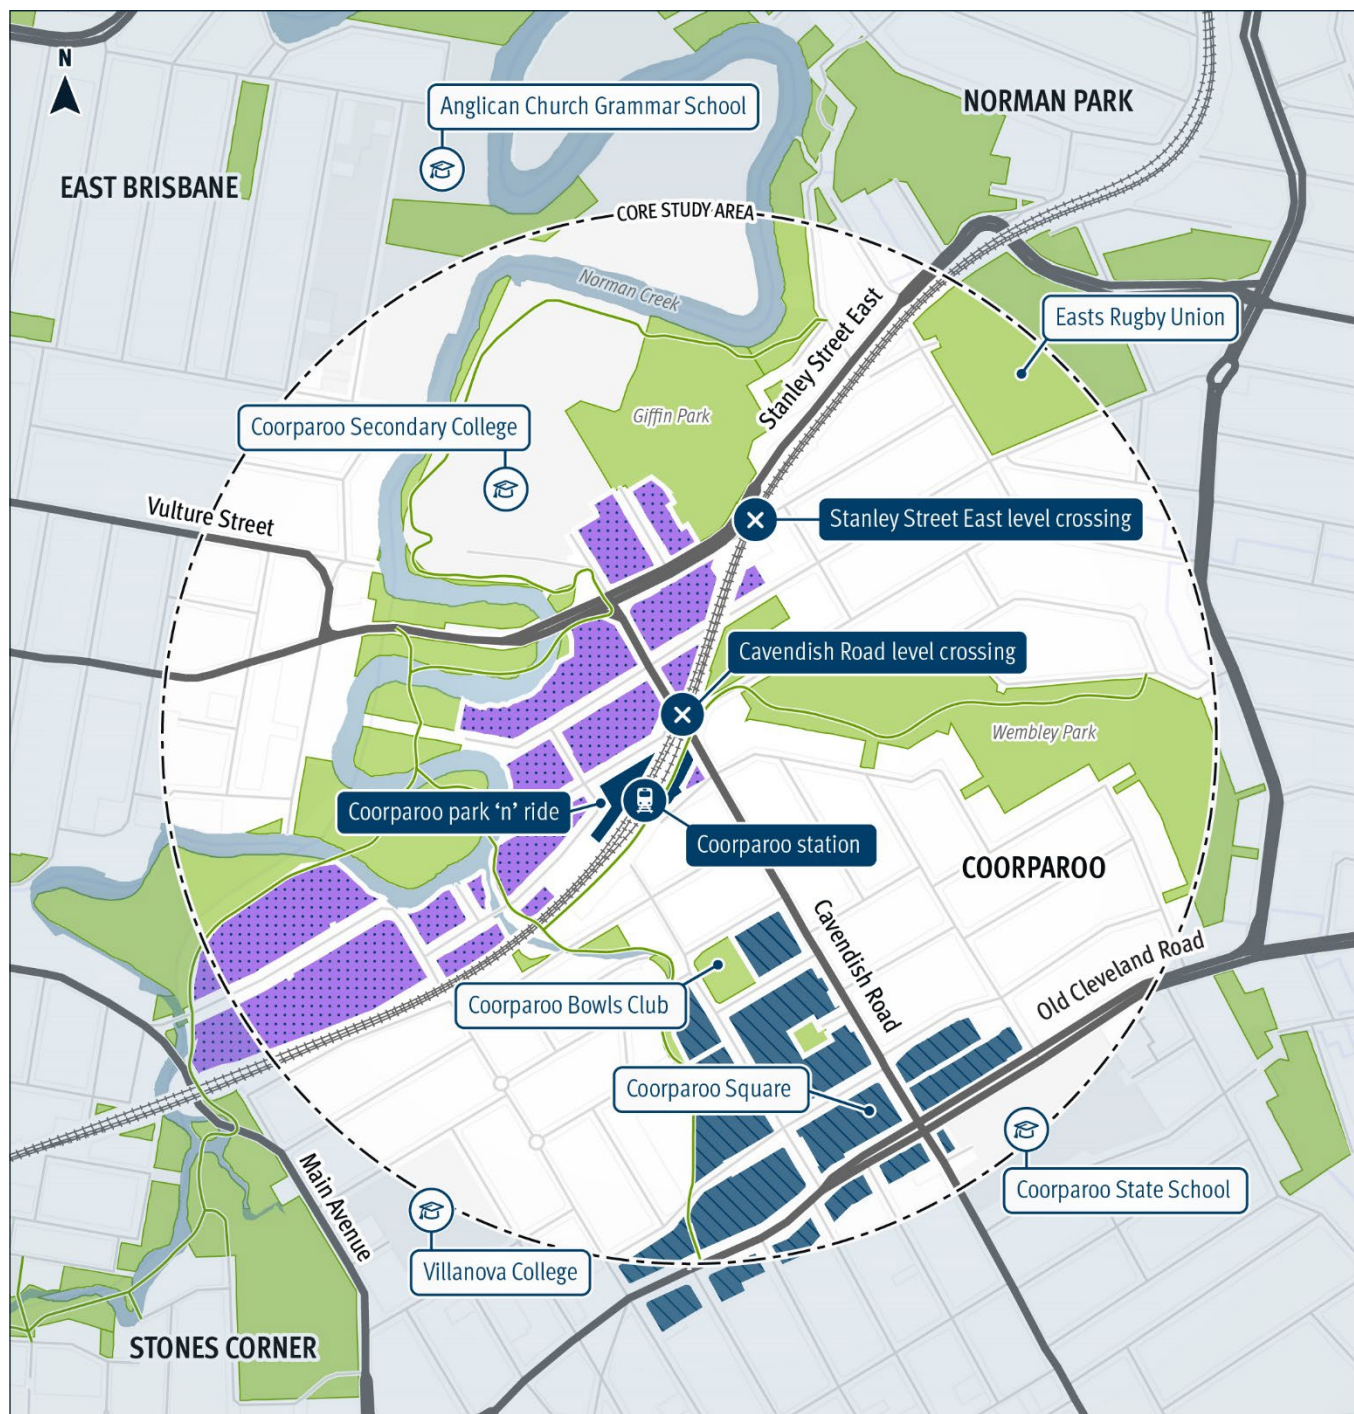 N
Anglican Church Grammar School
NORMAN PARK
EAST BRISBANE
CORE STUDY AREA
Norman Creek
Easts Rugby Union
Stanley Street East
Giffin Park
Coorparoo Secondary College
Vulture Street
Stanley Street East level crossing
Cavendish Road level crossing
Wembley Park
Coorparoo park ‘n’ ride
Coorparoo station
COORPAROO
Cavendish Road
Old Cleveland Road
Coorparoo Bowls Club
Coorparoo Square
Main Avenue
Coorparoo State School
Villanova College
STONES CORNER